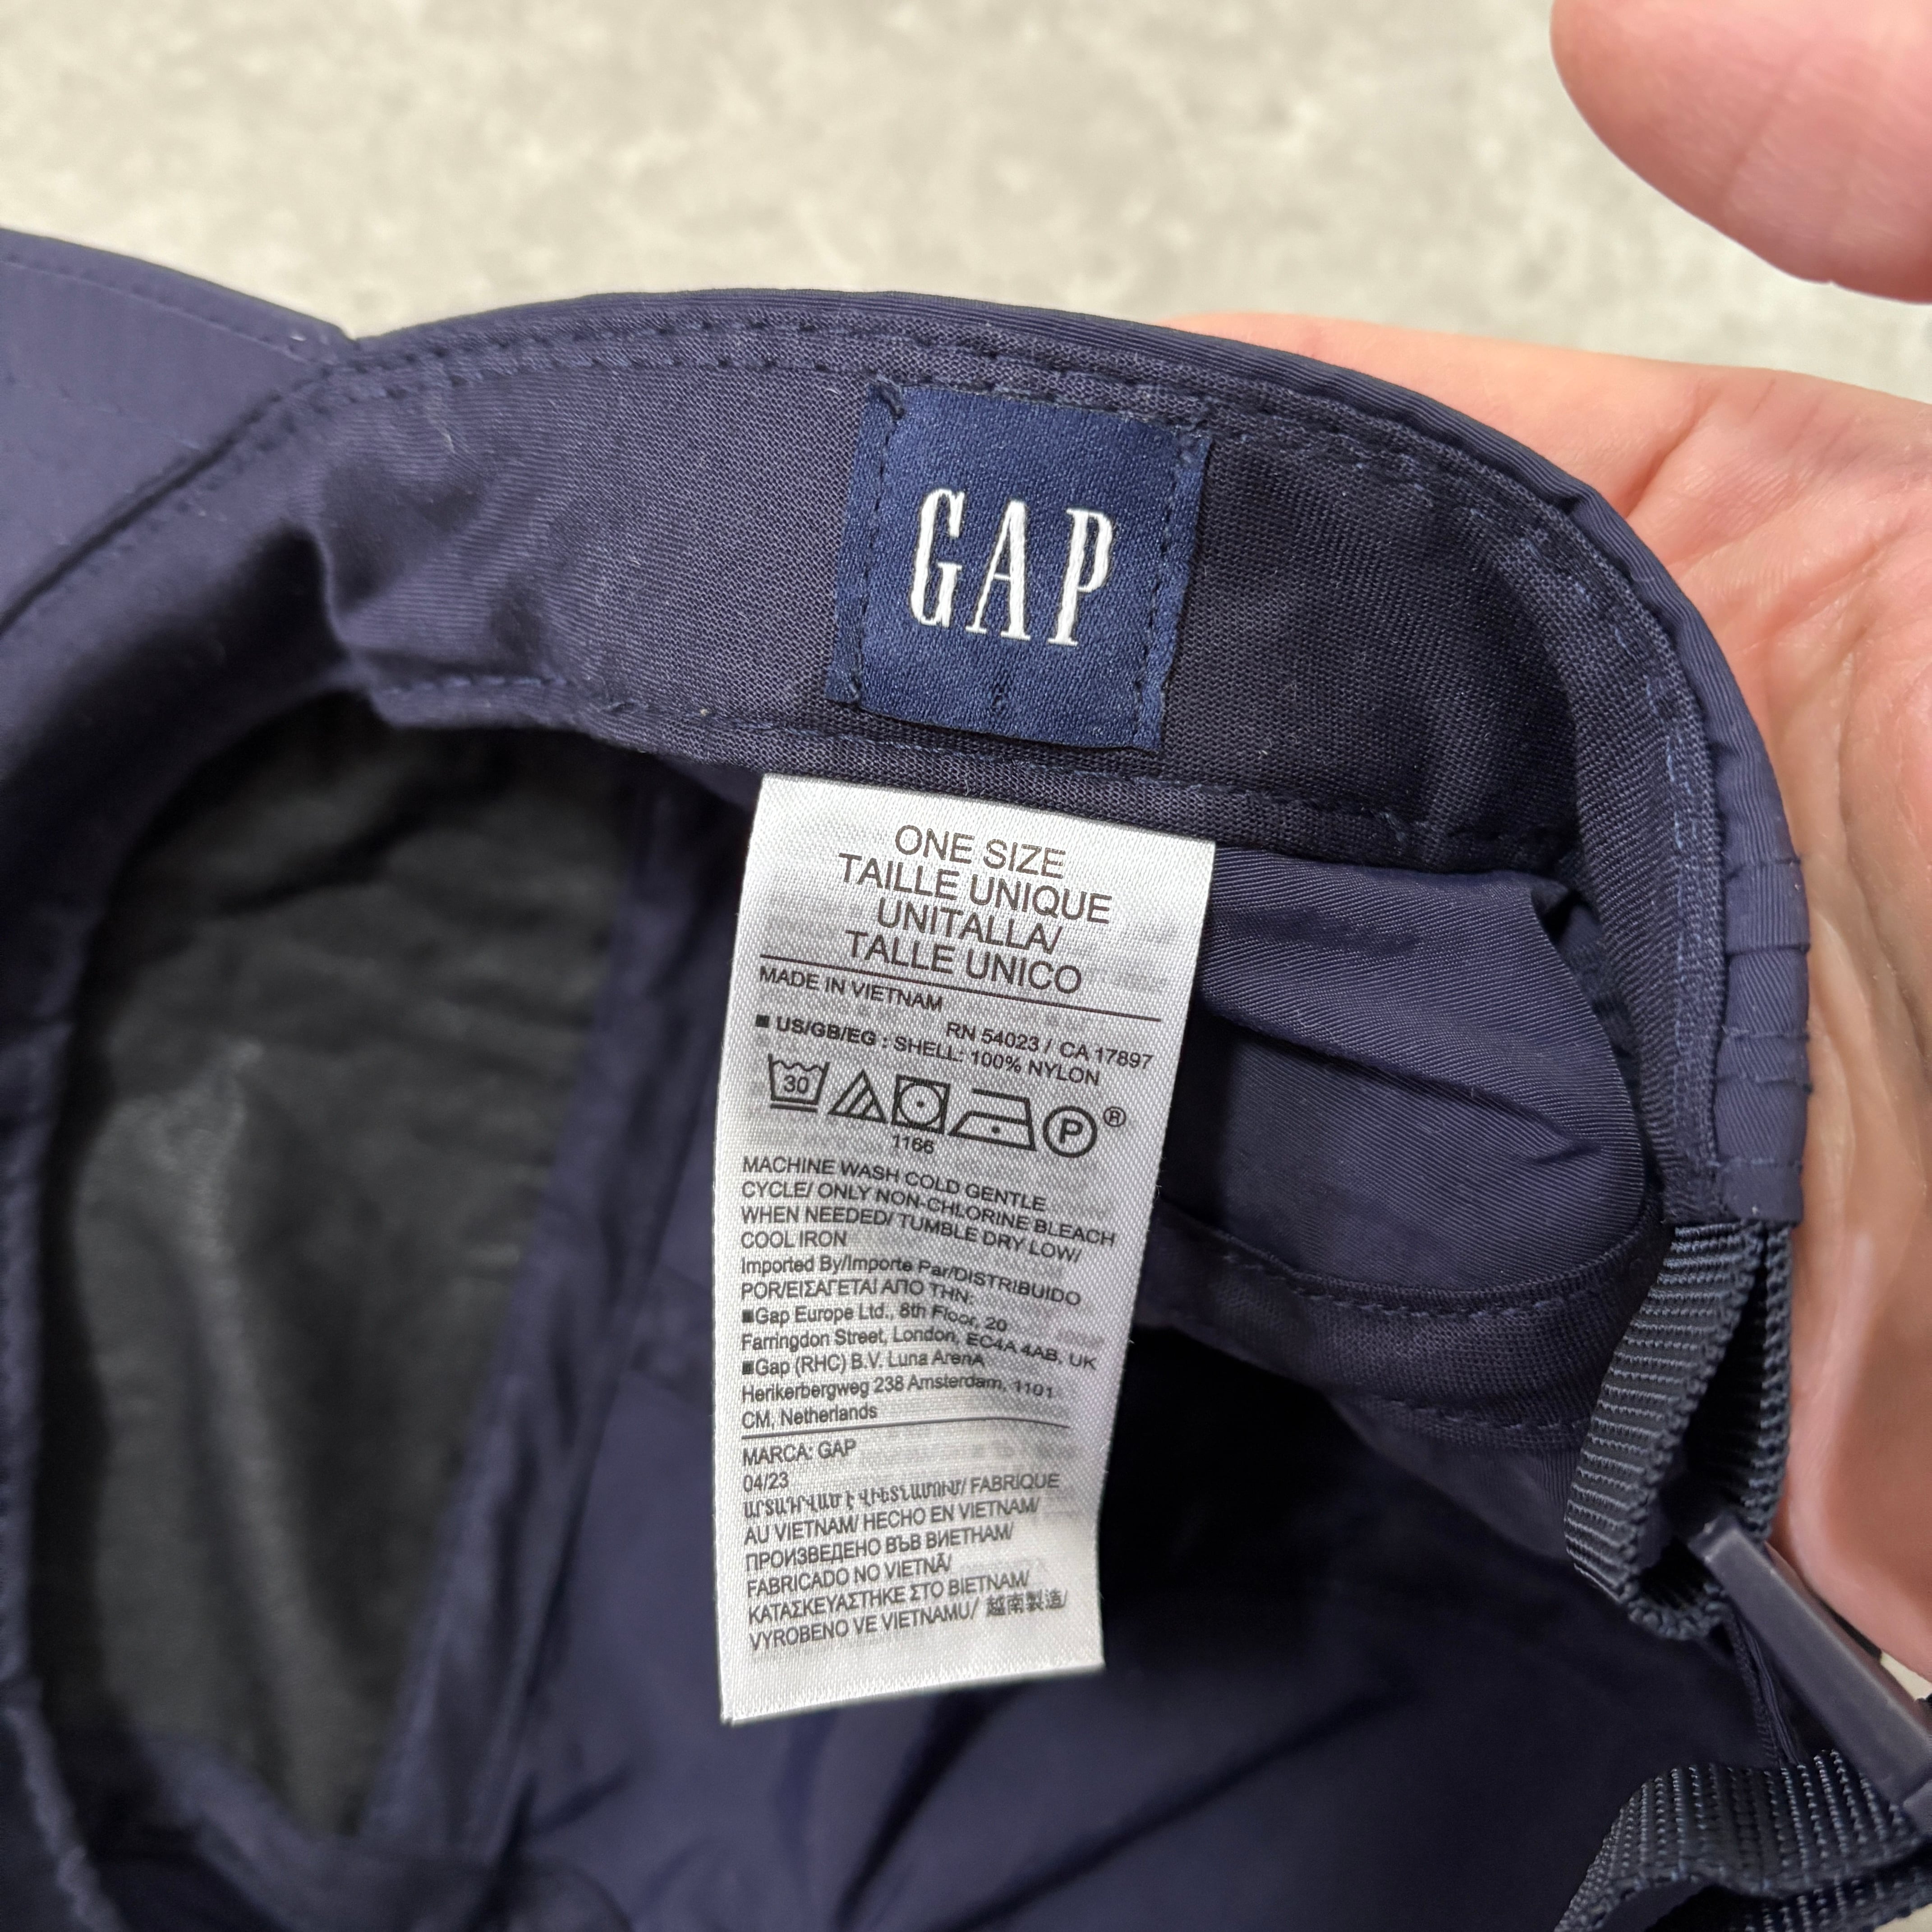 GAP
ONE SIZE
TAILLE UNIQUE
UNITALLA/
TALLE UNICO
MADE IN VIETNAM
RN 54023 / CA 17897
■ US/GB/EG : SHELL: 100% NYLON
30 P ®
1166
MACHINE WASH COLD GENTLE
CYCLE/ ONLY NON-CHLORINE BLEACH
WHEN NEEDED/ TUMBLE DRY LOW/
COOL IRON
Imported By/Importe Par/DISTRIBUIDO
POR/ΕΙΣΑΓΕΤΑΙ ΑΠΟ ΤΗΝ:
■Gap Europe Ltd., 8th Floor, 20
Farringdon Street, London, EC4A 4AB, UK
■Gap (RHC) B.V. Luna ArenA
Herikerbergweg 238 Amsterdam, 1101
CM, Netherlands
MARCA: GAP
04/23
ԱՐՏԱԴՐՎԱԾ Է ՎԻԵՏՆԱՄՈՒՄ/ FABRIQUE
AU VIETNAM/ HECHO EN VIETNAM/
ПРОИЗВЕДЕНО ВЪВ ВИЕТНАМ/
FABRICADO NO VIETNÃ/
ΚΑΤΑΣΚΕΥΑΣΤΗΚΕ ΣΤΟ ΒΙΕΤΝΑΜ/
VYROBENO VE VIETNAMU/ 越南製造/